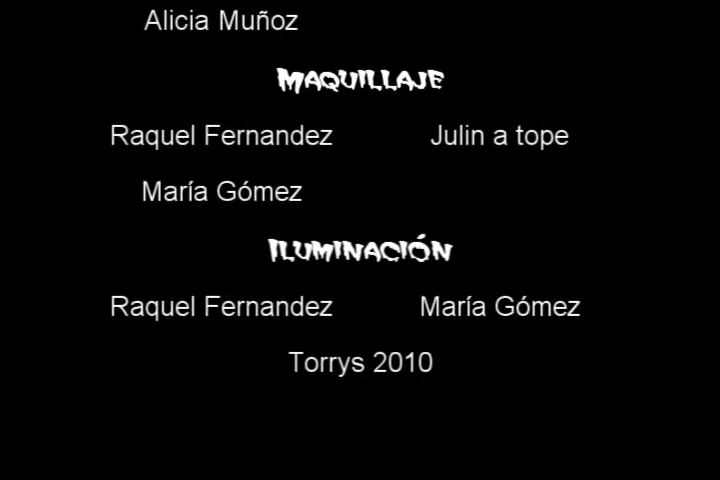 Alicia Muñoz
MAQUILLAJE
Raquel Fernandez Julin a tope
María Gómez
ILUMINACIÓN
Raquel Fernandez María Gómez
Torrys 2010